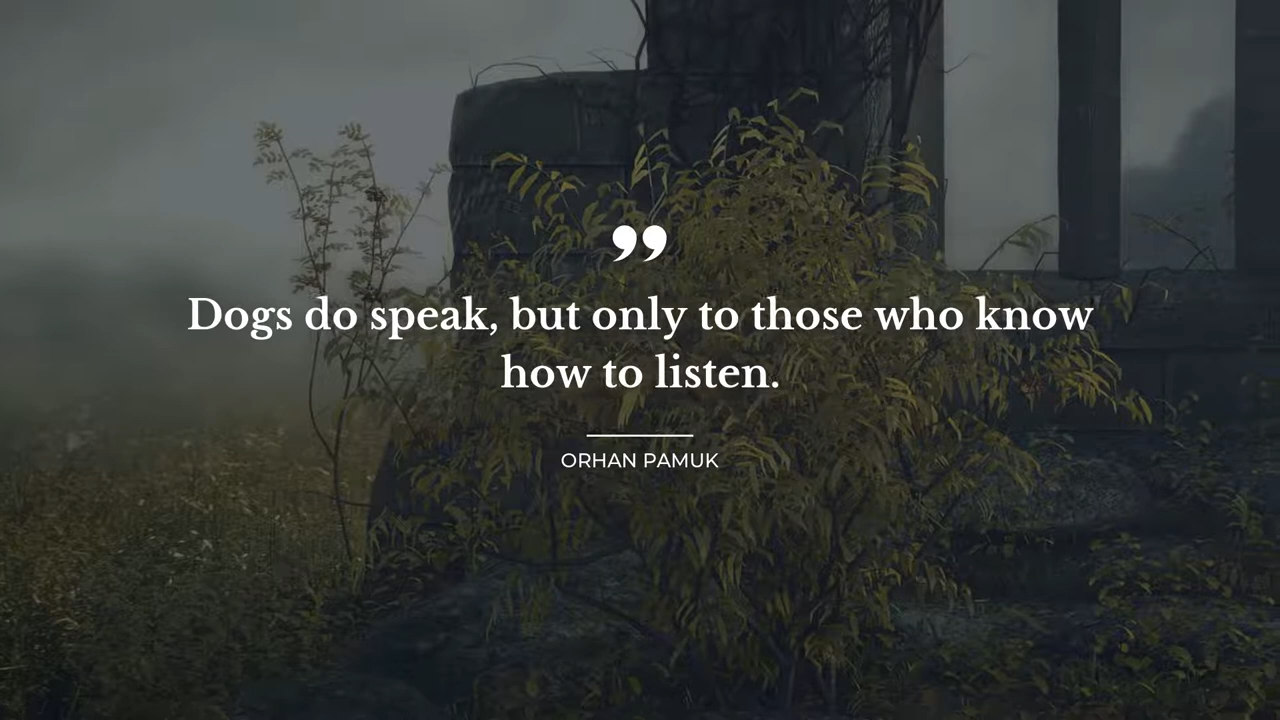 ”
Dogs do speak, but only to those who know
how to listen.
ORHAN PAMUK